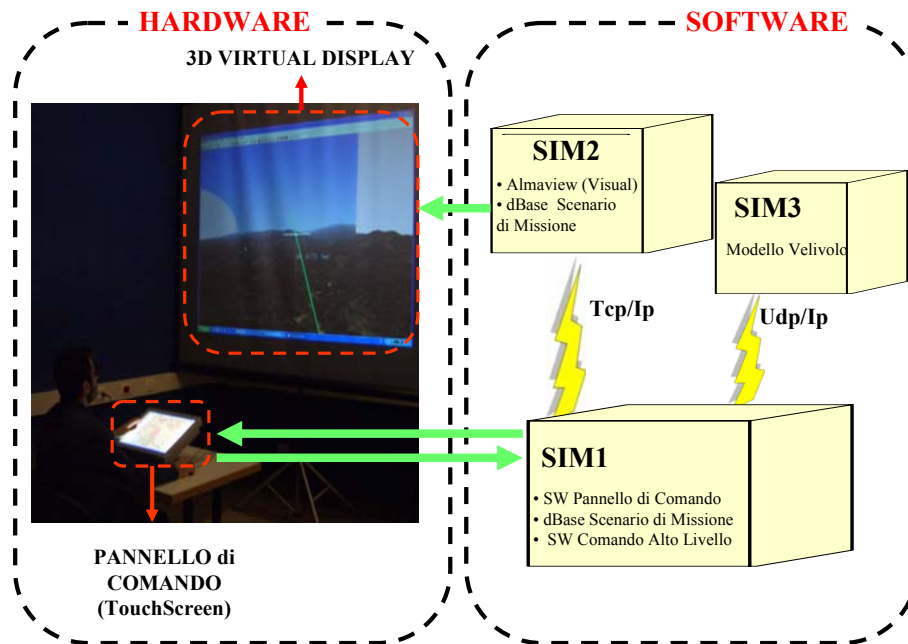 HARDWARE
3D VIRTUAL DISPLAY
PANNELLO di
COMANDO
(TouchScreen)
SOFTWARE
SIM2
• Almaview (Visual)
• dBase Scenario
di Missione
SIM3
Modello Velivolo
Tcp/Ip
Udp/Ip
SIM1
• SW Pannello di Comando
• dBase Scenario di Missione
• SW Comando Alto Livello